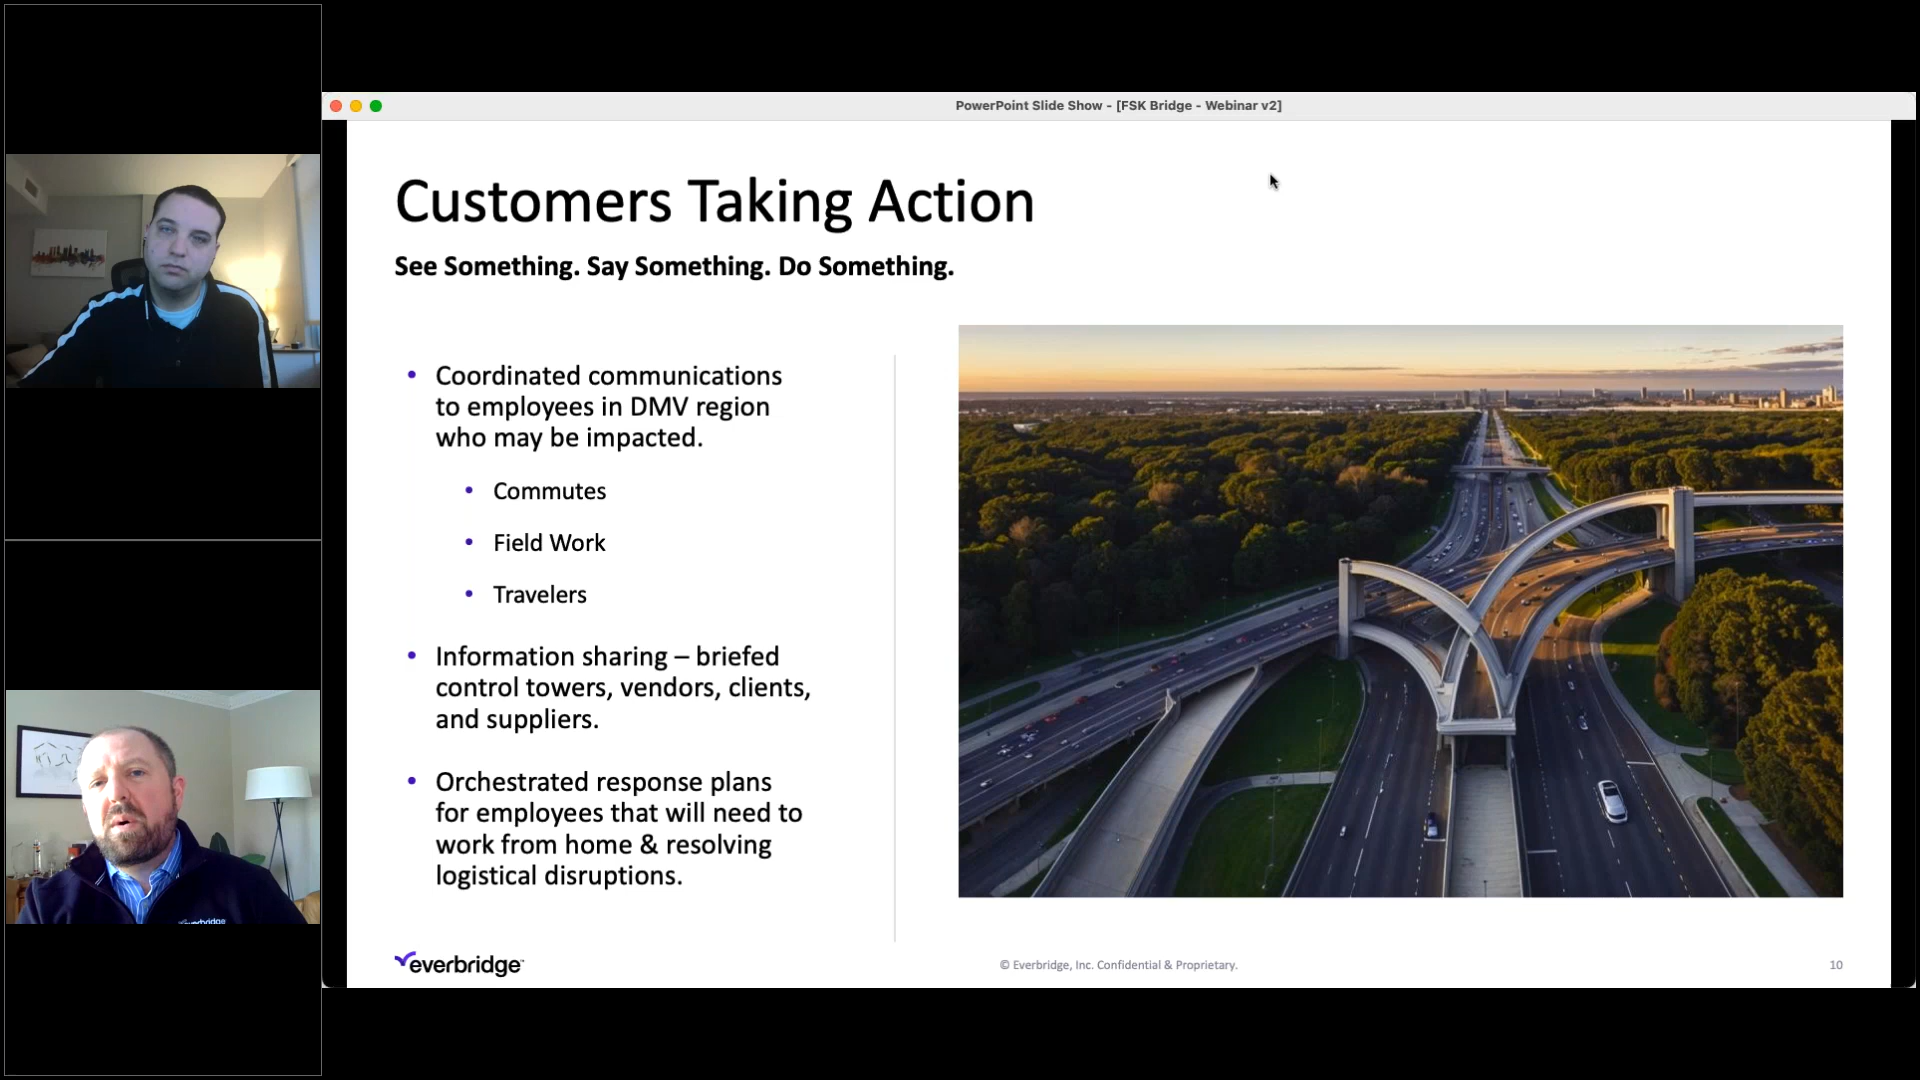 PowerPoint Slide Show - [FSK Bridge - Webinar v2]
Customers Taking Action
See Something. Say Something. Do Something.
• Coordinated communications
to employees in DMV region
who may be impacted.
• Commutes
• Field Work
• Travelers
• Information sharing – briefed
control towers, vendors, clients,
and suppliers.
• Orchestrated response plans
for employees that will need to
work from home & resolving
logistical disruptions.
everbridge™
© Everbridge, Inc. Confidential & Proprietary.
10
everbridge